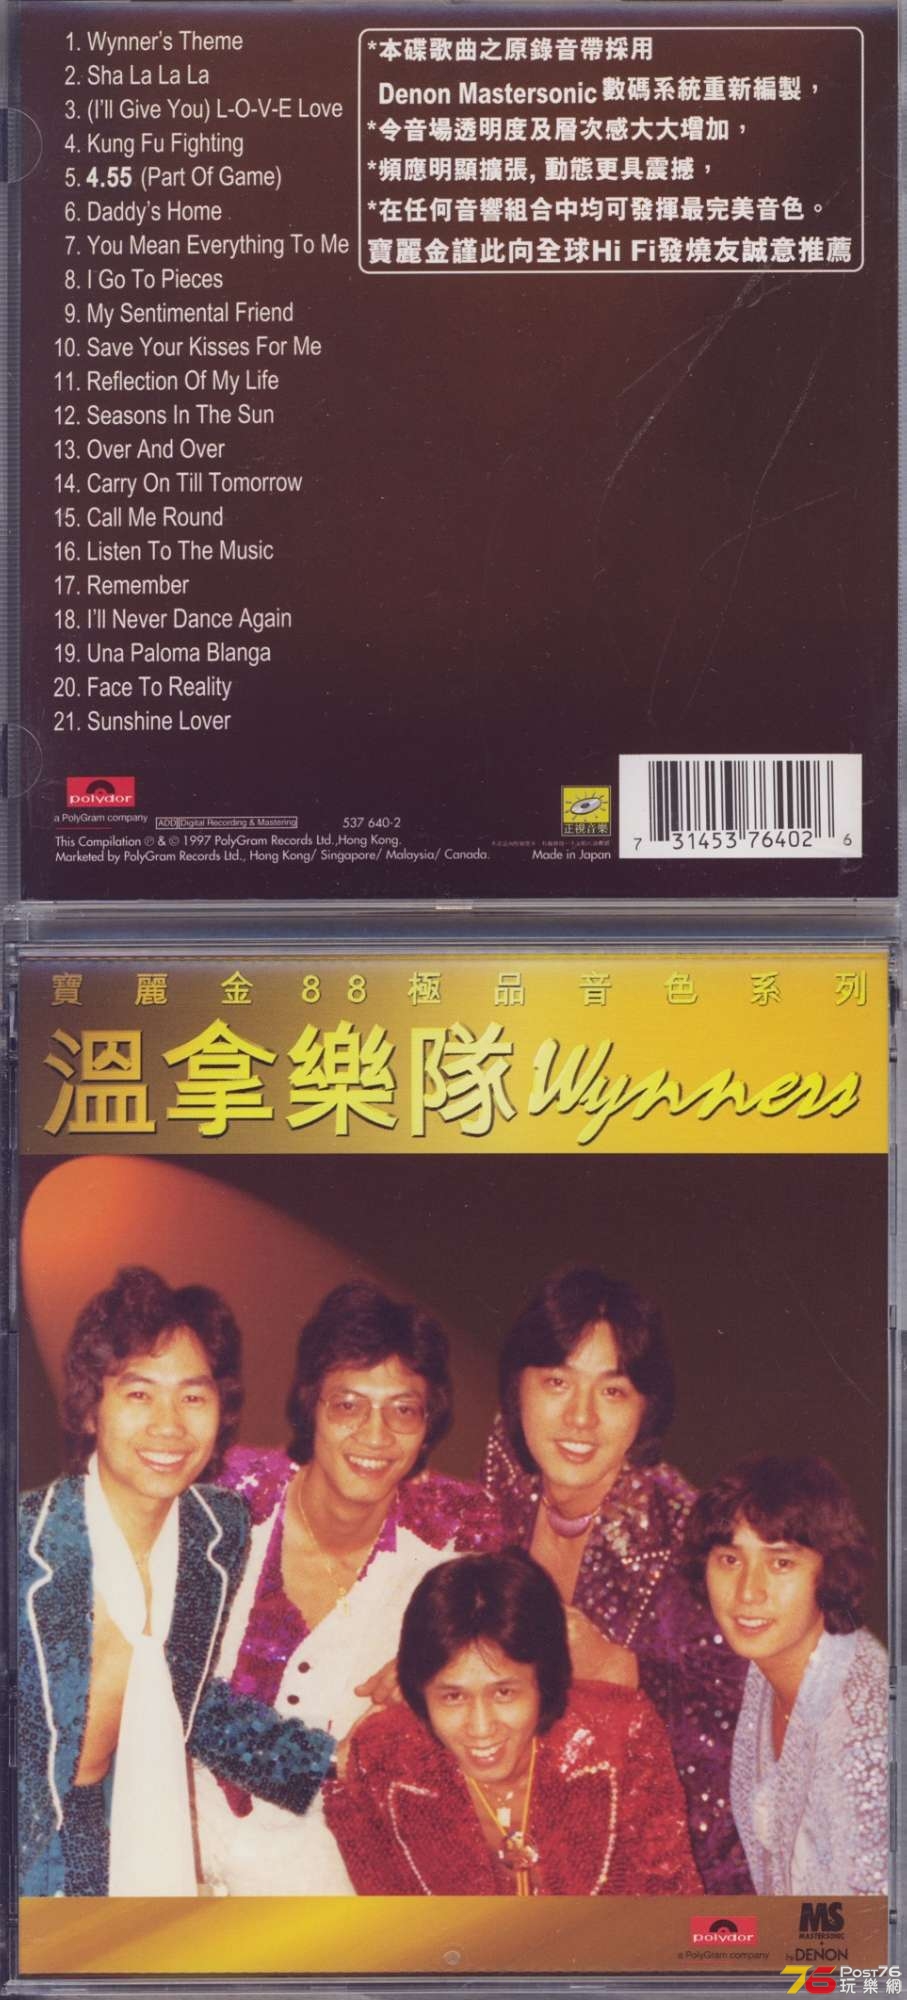 1. Wynner's Theme
2. Sha La La La
3. (I'll Give You) L-O-V-E Love
4. Kung Fu Fighting
5. 4.55 (Part Of Game)
6. Daddy's Home
7. You Mean Everything To Me
8. I Go To Pieces
9. My Sentimental Friend
10. Save Your Kisses For Me
11. Reflection Of My Life
12. Seasons In The Sun
13. Over And Over
14. Carry On Till Tomorrow
15. Call Me Round
16. Listen To The Music
17. Remember
18. I'll Never Dance Again
19. Una Paloma Blanga
20. Face To Reality
21. Sunshine Lover
*本碟歌曲之原錄音帶採用
Denon Mastersonic數碼系統重新編製，
*令音場透明度及層次感大大增加，
*頻應明顯擴張, 動態更具震撼，
*在任何音響組合中均可發揮最完美音色。
寶麗金謹此向全球Hi Fi發燒友誠意推薦
polydor
a PolyGram company
ADD Digital Recording & Mastering
537 640-2
This Compilation ℗ & © 1997 PolyGram Records Ltd.,Hong Kong.
Marketed by PolyGram Records Ltd., Hong Kong/ Singapore/ Malaysia/ Canada.
正視音樂
Made in Japan
7 31453 76402 6
寶麗金88極品音色系列
溫拿樂隊 Wynners
polydor
a PolyGram company
MS
MASTERSONIC
+
by DENON
76 Post76
玩樂網